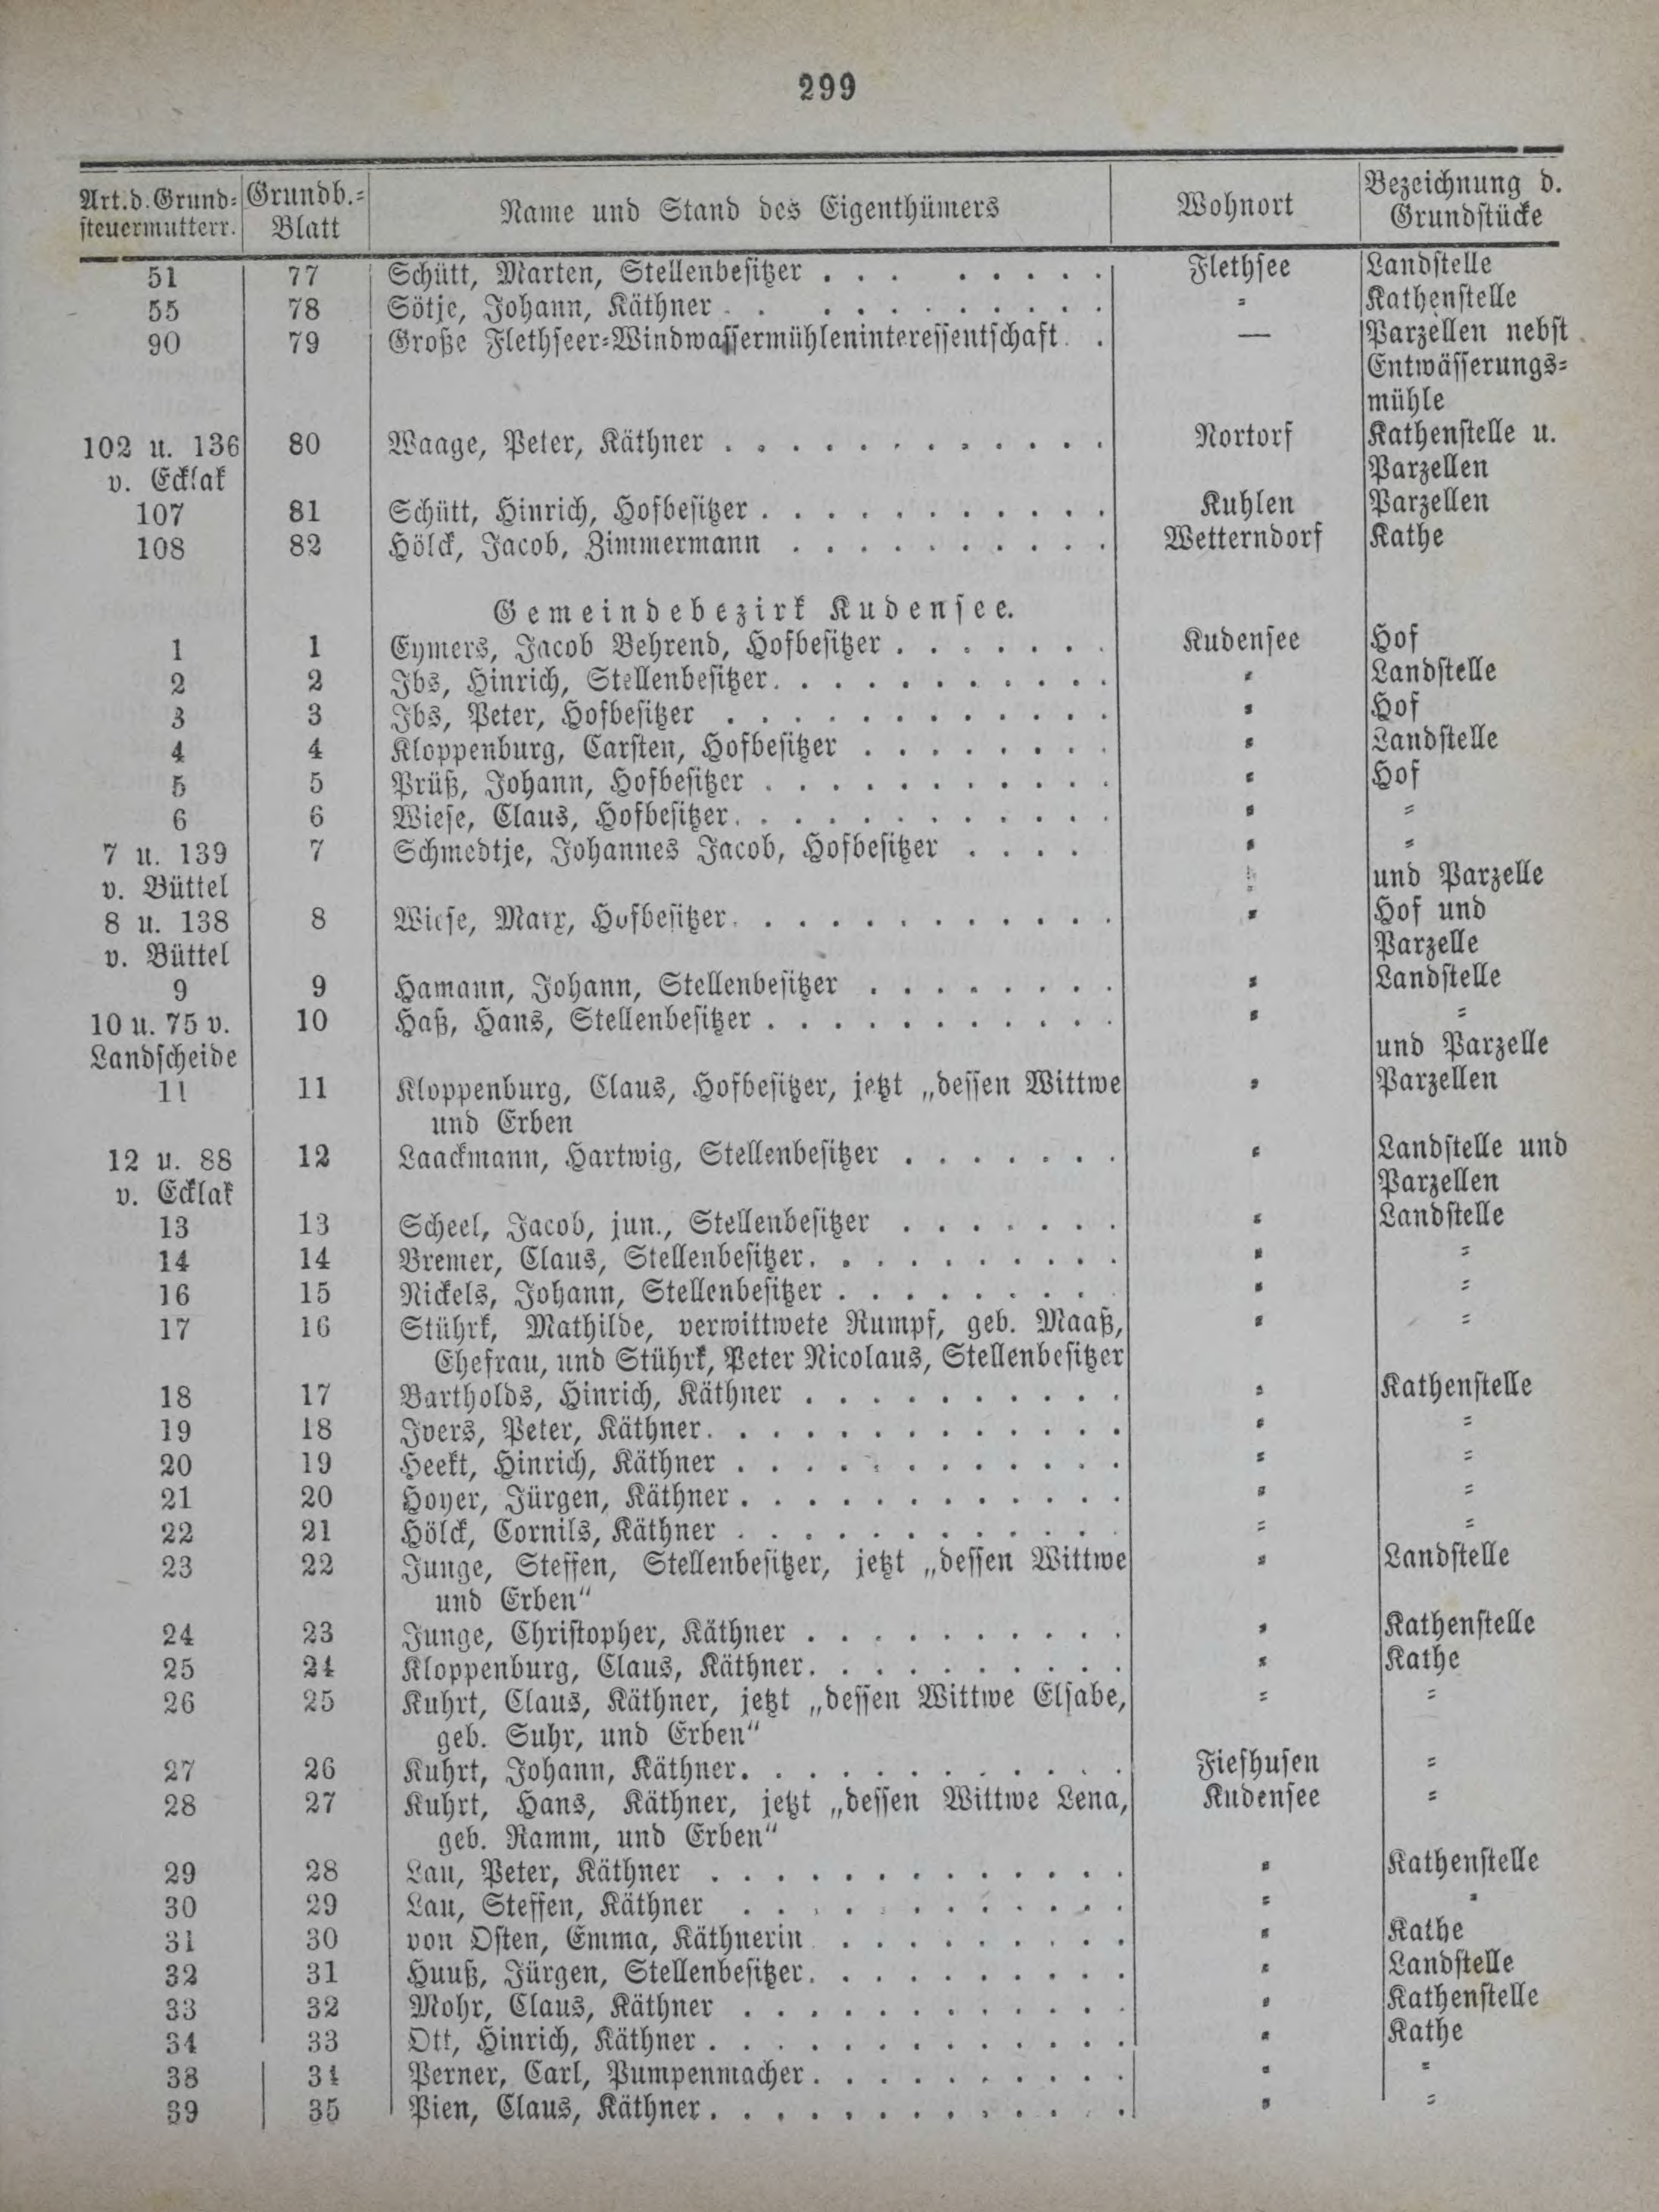 299
Art. d. Grund- Grundb.- Name und Stand des Eigenthümers Wohnort Bezeichnung d.
steuermutterr. Blatt Grundstücke
51 77 Schütt, Marten, Stellenbesitzer . . . . . . . . Flethsee Landstelle
55 78 Sötje, Johann, Käthner . . . . . . . . . . . " Kathenstelle
90 79 Große Flethseer-Windwassermühleninteressentschaft . . — Parzellen nebst
Entwässerungs-
mühle
102 u. 136 80 Waage, Peter, Käthner . . . . . . . . . . . . Nortorf Kathenstelle u.
v. Ecklak Parzellen
107 81 Schütt, Hinrich, Hofbesitzer . . . . . . . . . . . Kuhlen Parzellen
108 82 Hölck, Jacob, Zimmermann . . . . . . . . . . Wetterndorf Kathe
Gemeindebezirk Kudensee.
1 1 Eymers, Jacob Behrend, Hofbesitzer . . . . . . . Kudensee Hof
2 2 Ibs, Hinrich, Stellenbesitzer . . . . . . . . . . . " Landstelle
3 3 Ibs, Peter, Hofbesitzer . . . . . . . . . . . . " Hof
4 4 Kloppenburg, Carsten, Hofbesitzer . . . . . . . . " Landstelle
5 5 Prüß, Johann, Hofbesitzer . . . . . . . . . . . " Hof
6 6 Wiese, Claus, Hofbesitzer . . . . . . . . . . . . " "
7 u. 139 7 Schmedtje, Johannes Jacob, Hofbesitzer . . . . " "
v. Büttel und Parzelle
8 u. 138 8 Wiese, Marx, Hofbesitzer . . . . . . . . . . . . " Hof und
v. Büttel Parzelle
9 9 Hamann, Johann, Stellenbesitzer . . . . . . . . " Landstelle
10 u. 75 v. 10 Haß, Hans, Stellenbesitzer . . . . . . . . . . . " "
Landscheide und Parzelle
11 11 Kloppenburg, Claus, Hofbesitzer, jetzt „dessen Wittwe " Parzellen
und Erben
12 u. 88 12 Laackmann, Hartwig, Stellenbesitzer . . . . . . . " Landstelle und
v. Ecklak Parzellen
13 13 Scheel, Jacob, jun., Stellenbesitzer . . . . . . . " Landstelle
14 14 Bremer, Claus, Stellenbesitzer . . . . . . . . . . " "
16 15 Nickels, Johann, Stellenbesitzer . . . . . . . . . " "
17 16 Stührk, Mathilde, verwittwete Rumpf, geb. Maaß, " "
Ehefrau, und Stührk, Peter Nicolaus, Stellenbesitzer
18 17 Bartholds, Hinrich, Käthner . . . . . . . . . . " Kathenstelle
19 18 Ivers, Peter, Käthner . . . . . . . . . . . . . " "
20 19 Heekt, Hinrich, Käthner . . . . . . . . . . . . " "
21 20 Hoyer, Jürgen, Käthner . . . . . . . . . . . . " "
22 21 Hölck, Cornils, Käthner . . . . . . . . . . . . " "
23 22 Junge, Steffen, Stellenbesitzer, jetzt „dessen Wittwe " Landstelle
und Erben“
24 23 Junge, Christopher, Käthner . . . . . . . . . . " Kathenstelle
25 24 Kloppenburg, Claus, Käthner . . . . . . . . . . " Kathe
26 25 Kuhrt, Claus, Käthner, jetzt „dessen Wittwe Elsabe, " "
geb. Suhr, und Erben“
27 26 Kuhrt, Johann, Käthner . . . . . . . . . . . . Fiefhusen "
28 27 Kuhrt, Hans, Käthner, jetzt „dessen Wittwe Lena, Kudensee "
geb. Ramm, und Erben“
29 28 Lau, Peter, Käthner . . . . . . . . . . . . . " Kathenstelle
30 29 Lau, Steffen, Käthner . . . . . . . . . . . . " "
31 30 von Osten, Emma, Käthnerin . . . . . . . . . . " Kathe
32 31 Huuß, Jürgen, Stellenbesitzer . . . . . . . . . . " Landstelle
33 32 Mohr, Claus, Käthner . . . . . . . . . . . . " Kathenstelle
34 33 Ott, Hinrich, Käthner . . . . . . . . . . . . . " Kathe
38 34 Perner, Carl, Pumpenmacher . . . . . . . . . . " "
39 35 Pien, Claus, Käthner . . . . . . . . . . . . . " "